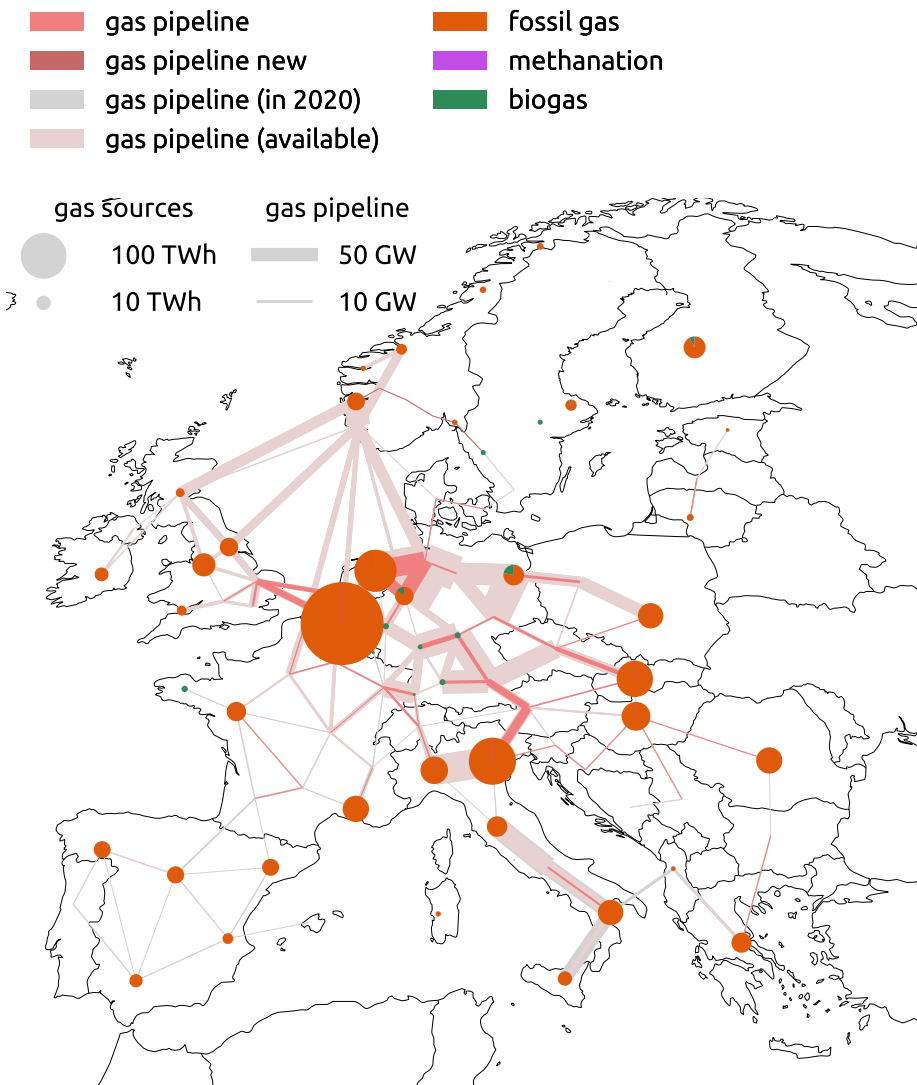 gas pipeline
gas pipeline new
gas pipeline (in 2020)
gas pipeline (available)
fossil gas
methanation
biogas
gas sources
100 TWh
10 TWh
gas pipeline
50 GW
10 GW